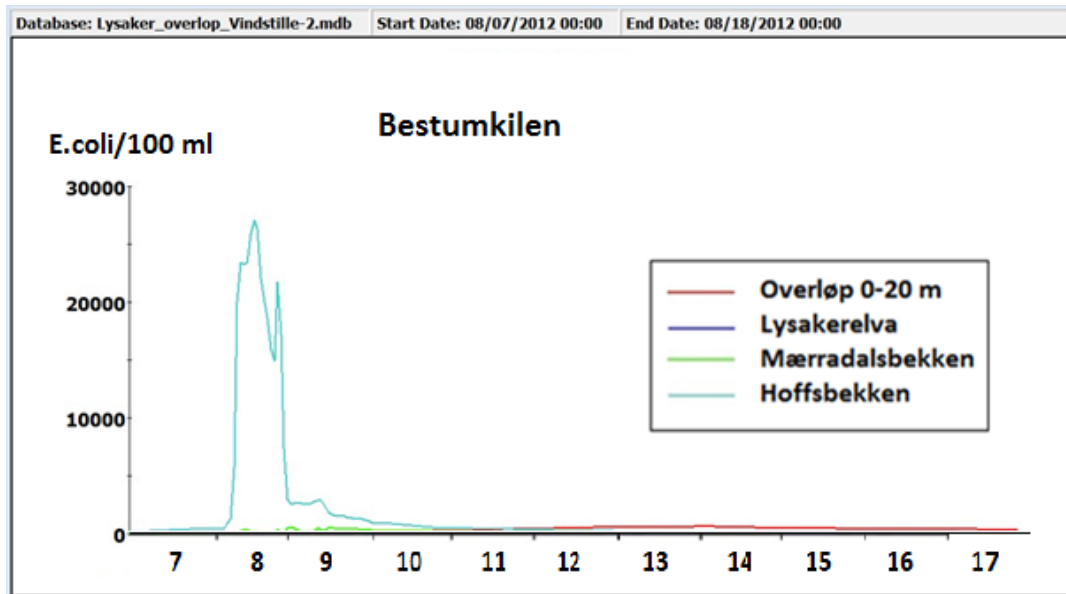 Database: Lysaker_overlop_Vindstille-2.mdb Start Date: 08/07/2012 00:00 End Date: 08/18/2012 00:00
Bestumkilen
E.coli/100 ml
30000
20000
10000
0
Overløp 0-20 m
Lysakerelva
Mærradalsbekken
Hoffsbekken
7 8 9 10 11 12 13 14 15 16 17